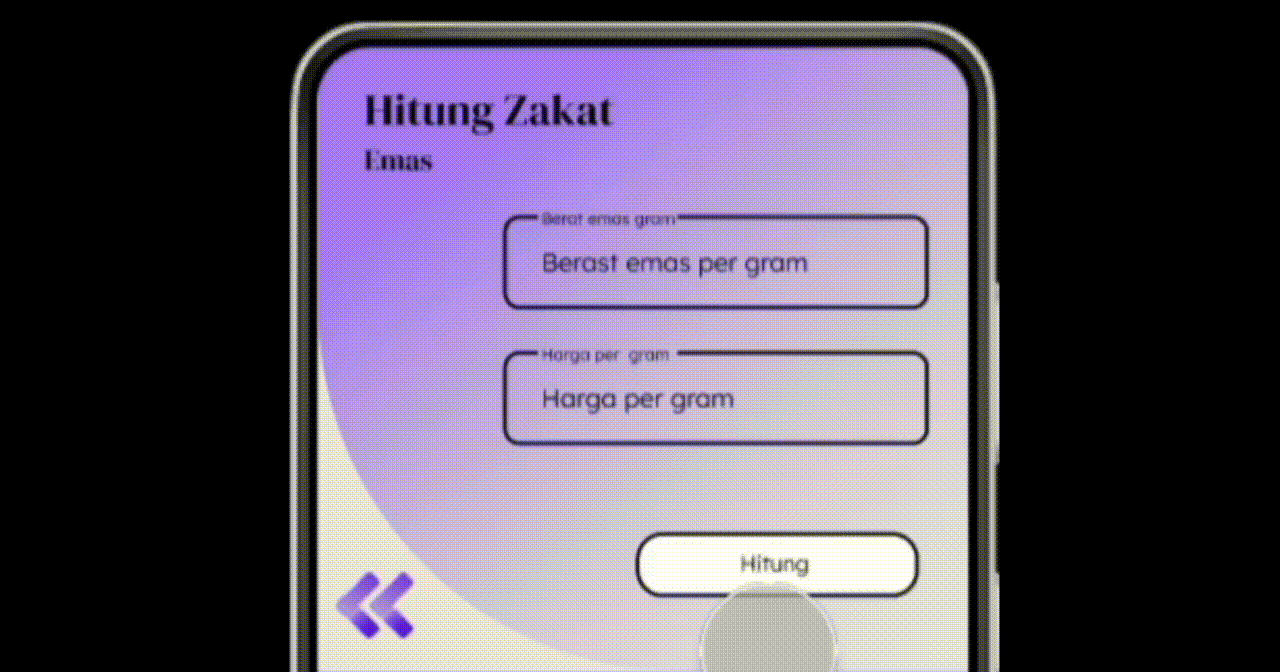 Hitung Zakat
Emas
Berat emas gram
Berast emas per gram
Harga per gram
Harga per gram
Hitung